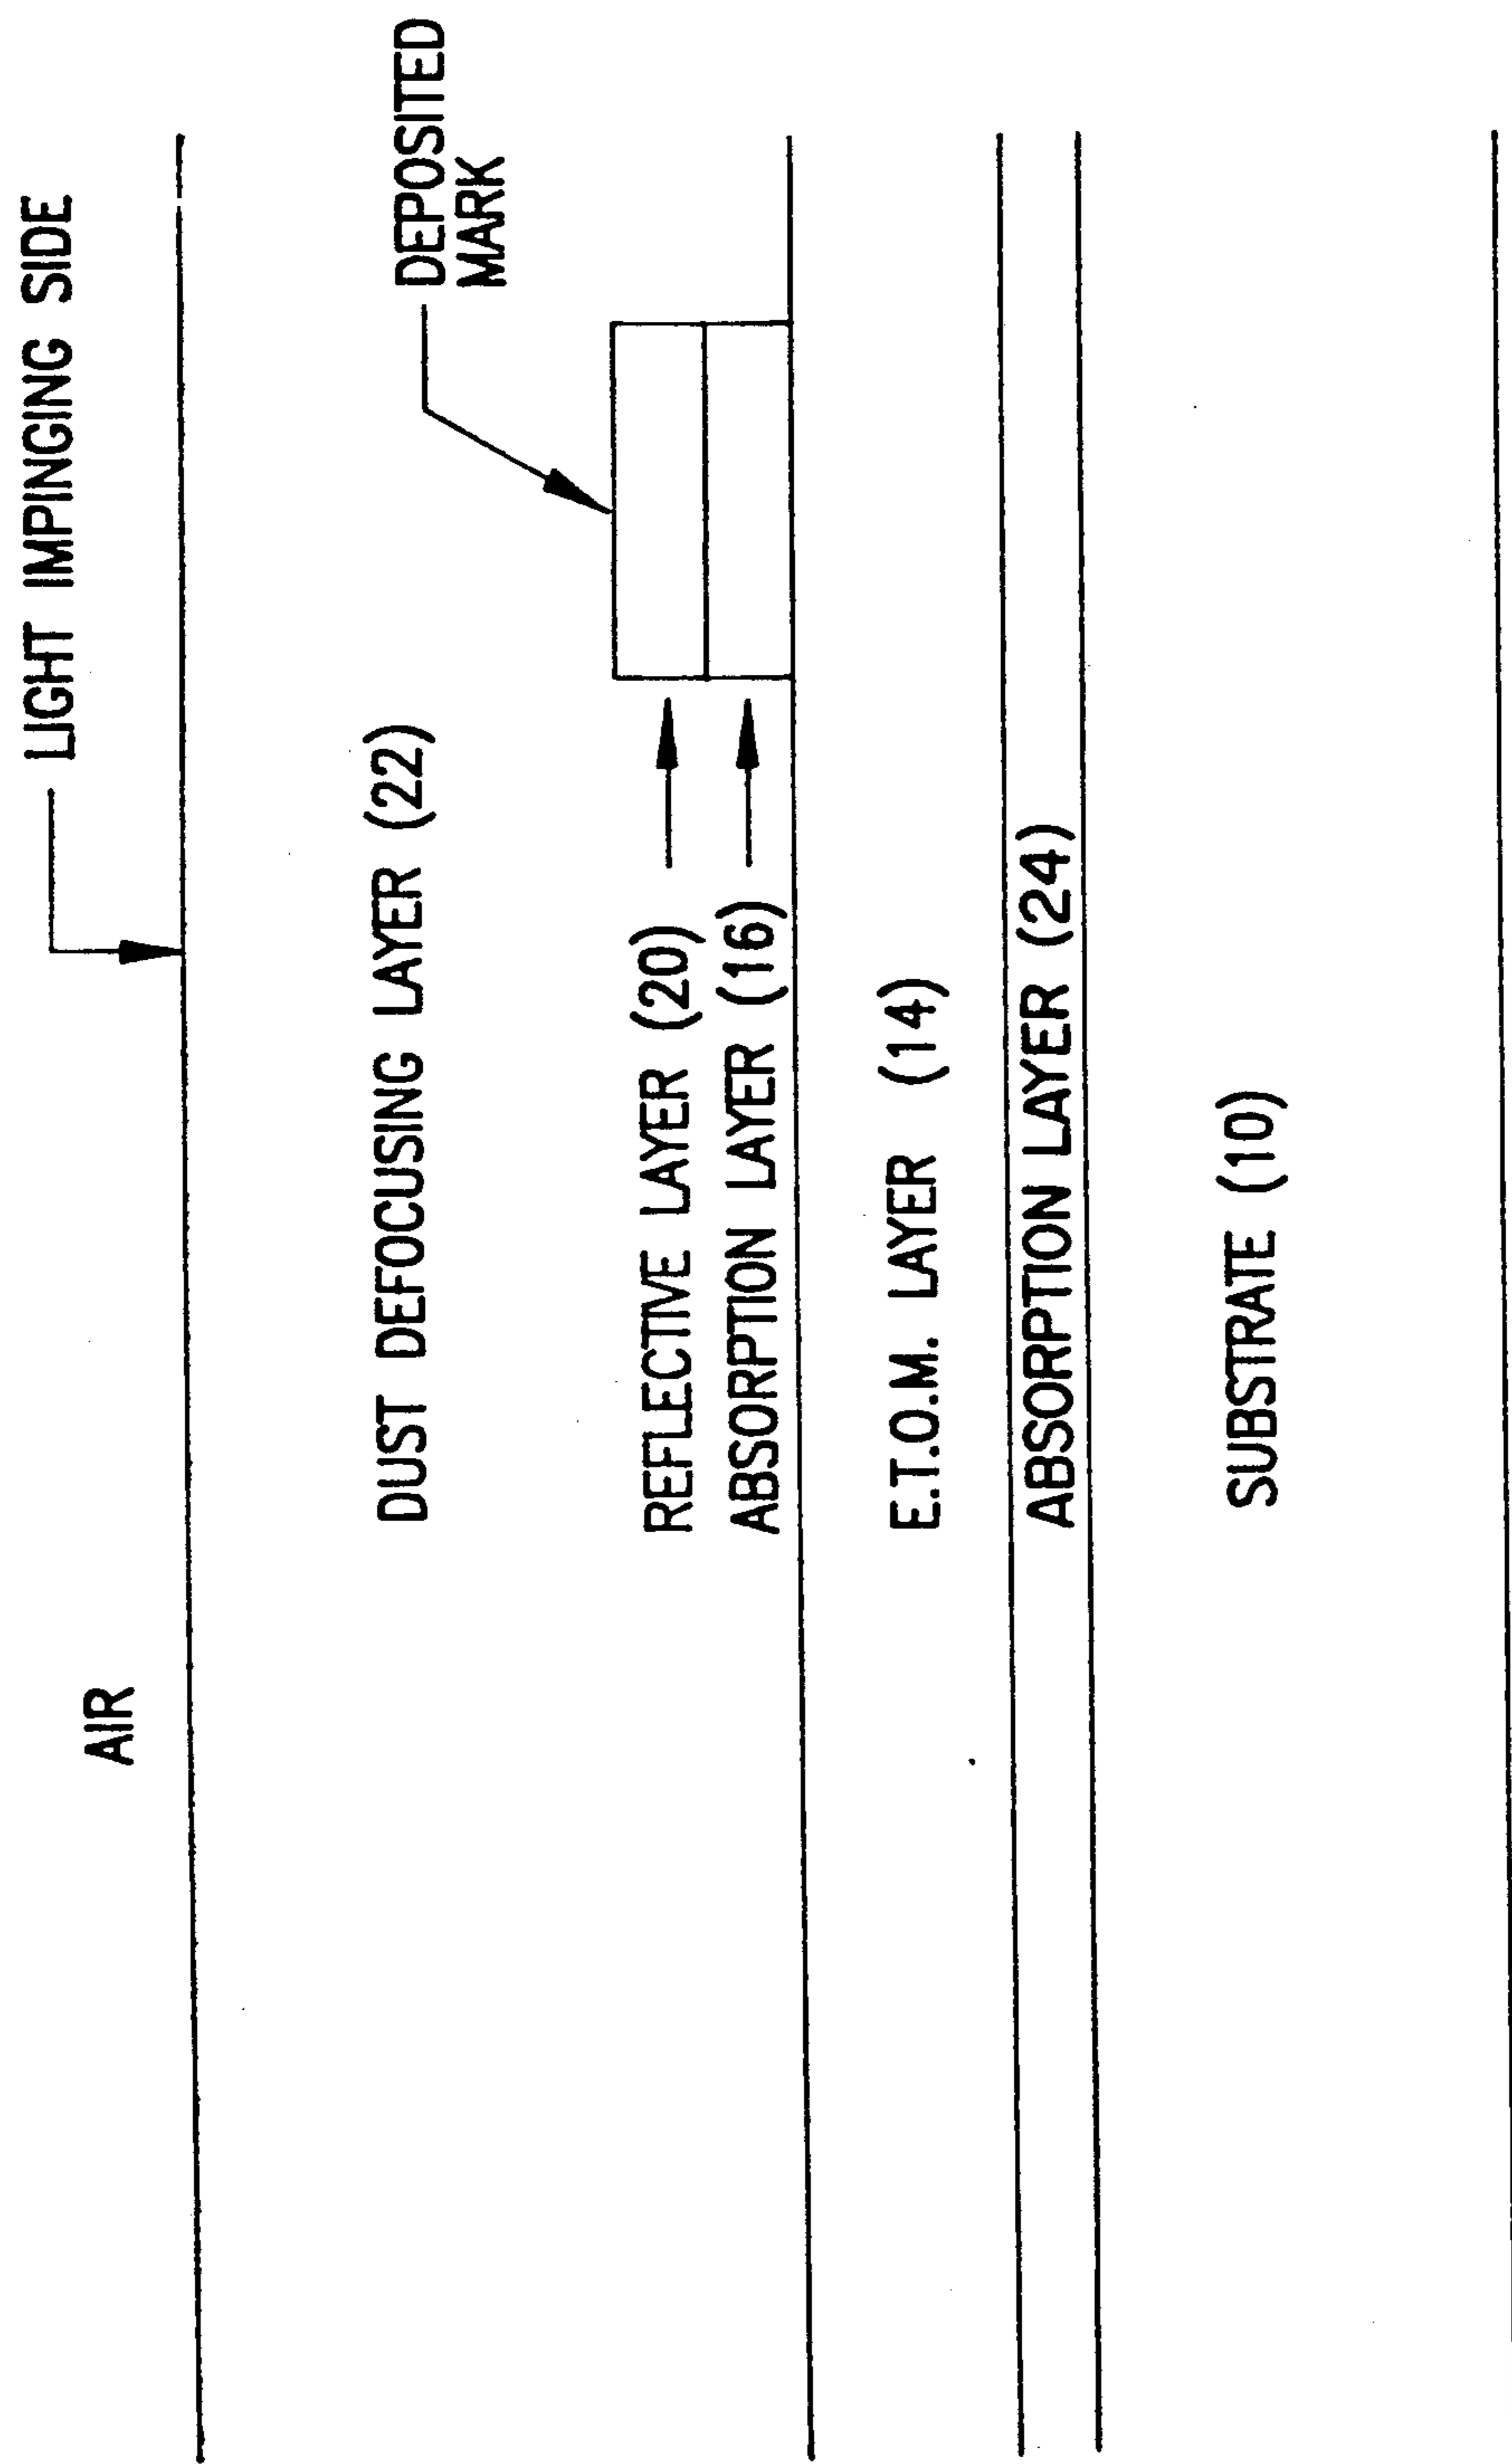 LIGHT IMPINGING SIDE
AIR
DEPOSITED
MARK
DUST DEFOCUSING LAYER (22)
REFLECTIVE LAYER (20)
ABSORPTION LAYER (16)
E.T.O.M. LAYER (14)
ABSORPTION LAYER (24)
SUBSTRATE (10)